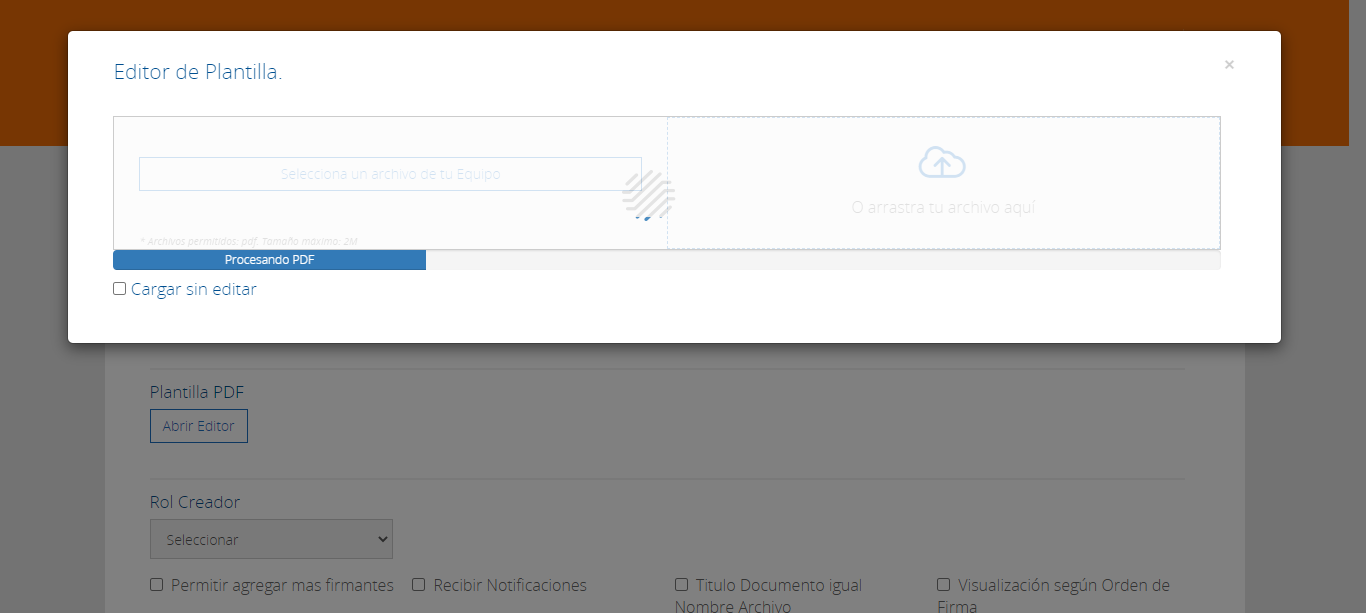 Editor de Plantilla.
×
Selecciona un archivo de tu Equipo
O arrastra tu archivo aquí
* Archivos permitidos: pdf. Tamaño máximo: 2M
Procesando PDF
Cargar sin editar
Plantilla PDF
Abrir Editor
Rol Creador
Seleccionar
Permitir agregar mas firmantes
Recibir Notificaciones
Titulo Documento igual
Nombre Archivo
Visualización según Orden de
Firma